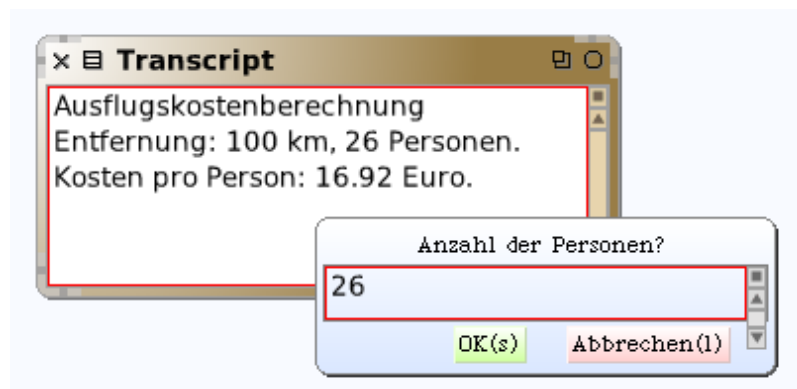 Transcript
Ausflugskostenberechnung
Entfernung: 100 km, 26 Personen.
Kosten pro Person: 16.92 Euro.
Anzahl der Personen?
26
OK(s) Abbrechen(l)